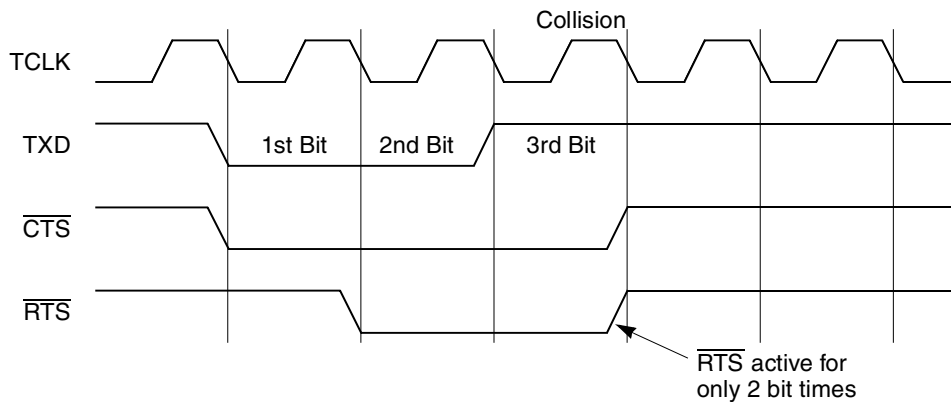 Collision
TCLK
TXD 1st Bit 2nd Bit 3rd Bit
CTS
RTS
RTS active for
only 2 bit times